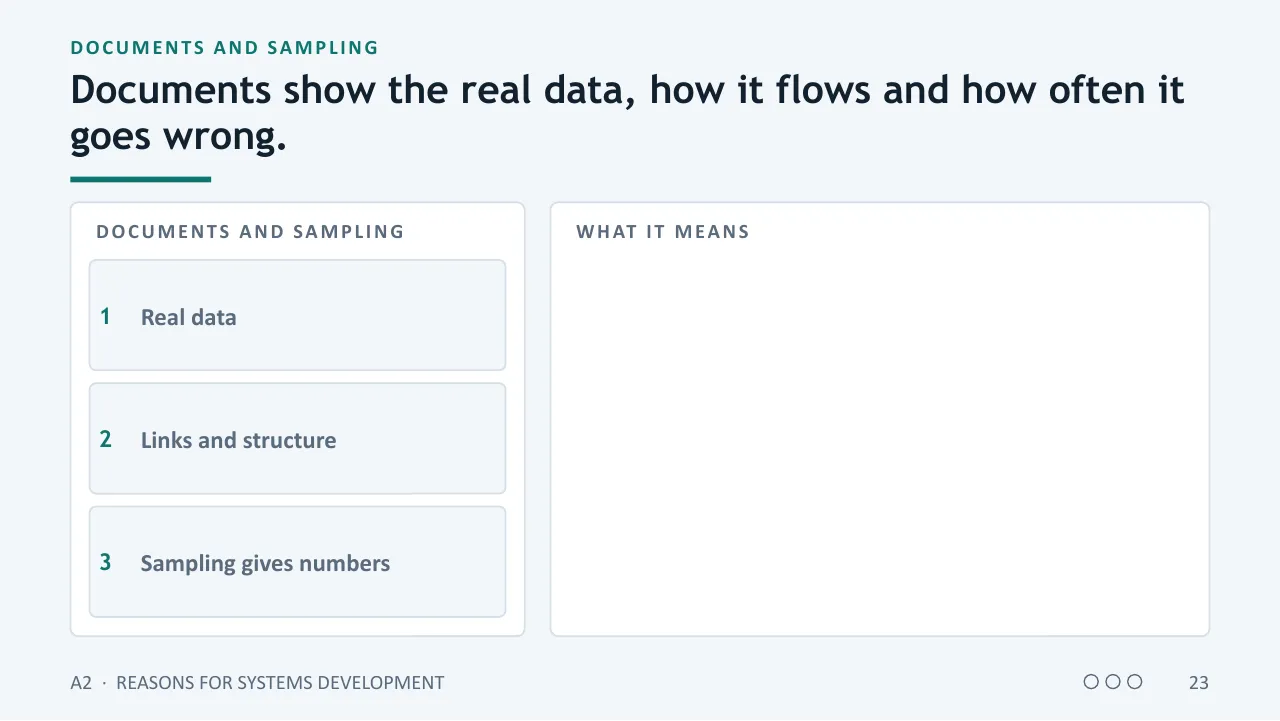 DOCUMENTS AND SAMPLING
Documents show the real data, how it flows and how often it
goes wrong.
DOCUMENTS AND SAMPLING
1 Real data
2 Links and structure
3 Sampling gives numbers
WHAT IT MEANS
A2 · REASONS FOR SYSTEMS DEVELOPMENT
23